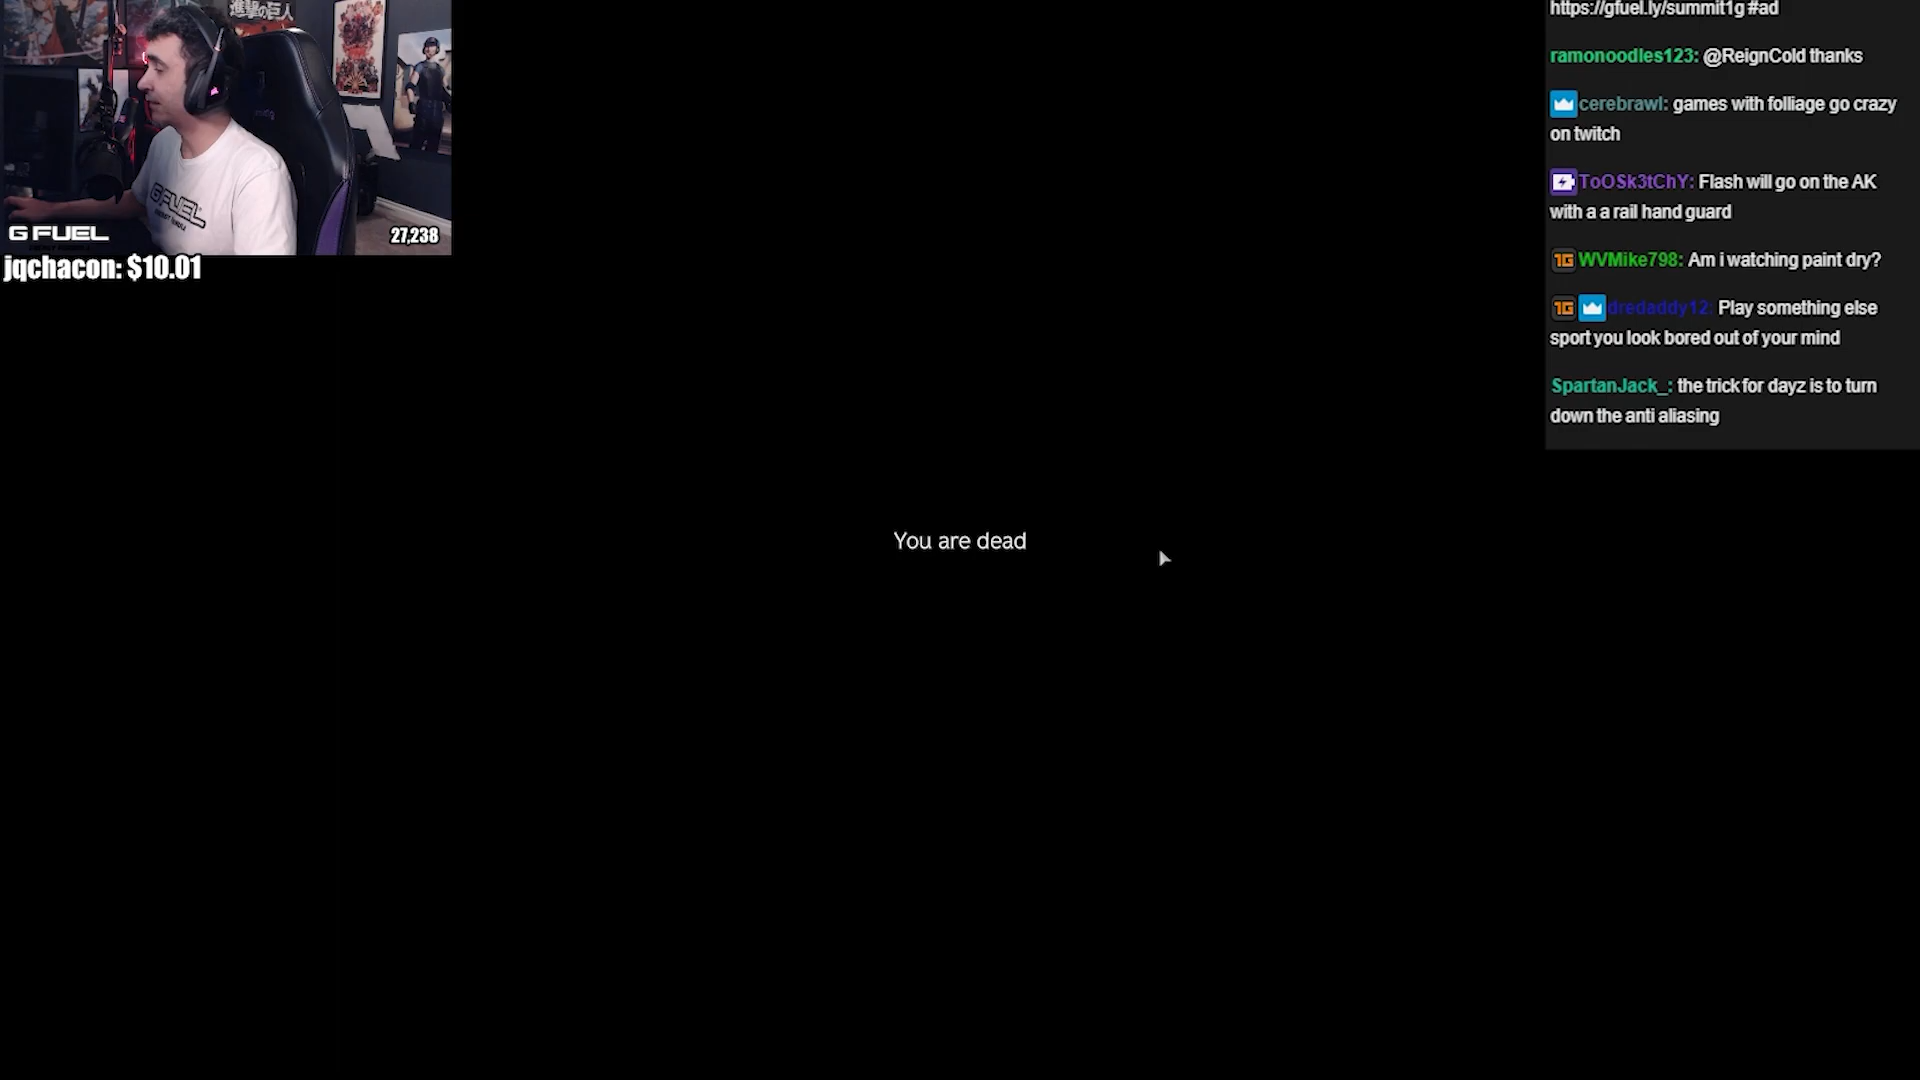 進撃の巨人
G FUEL
G FUEL
27,238
jqchacon: $10.01
https://gfuel.ly/summit1g #ad
ramonoodles123: @ReignCold thanks
cerebrawl: games with folliage go crazy
on twitch
ToOSk3tChY: Flash will go on the AK
with a a rail hand guard
1G WVMike798: Am i watching paint dry?
1G dredaddy12: Play something else
sport you look bored out of your mind
SpartanJack_: the trick for dayz is to turn
down the anti aliasing
You are dead